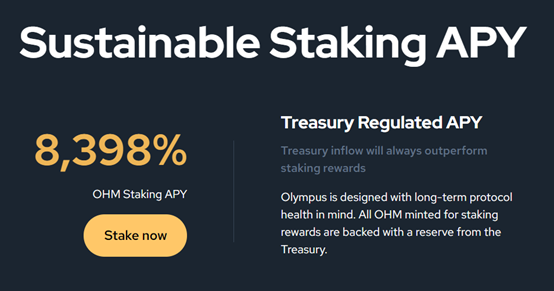 Sustainable Staking APY
8,398%
OHM Staking APY
Stake now
Treasury Regulated APY
Treasury inflow will always outperform
staking rewards
Olympus is designed with long-term protocol
health in mind. All OHM minted for staking
rewards are backed with a reserve from the
Treasury.